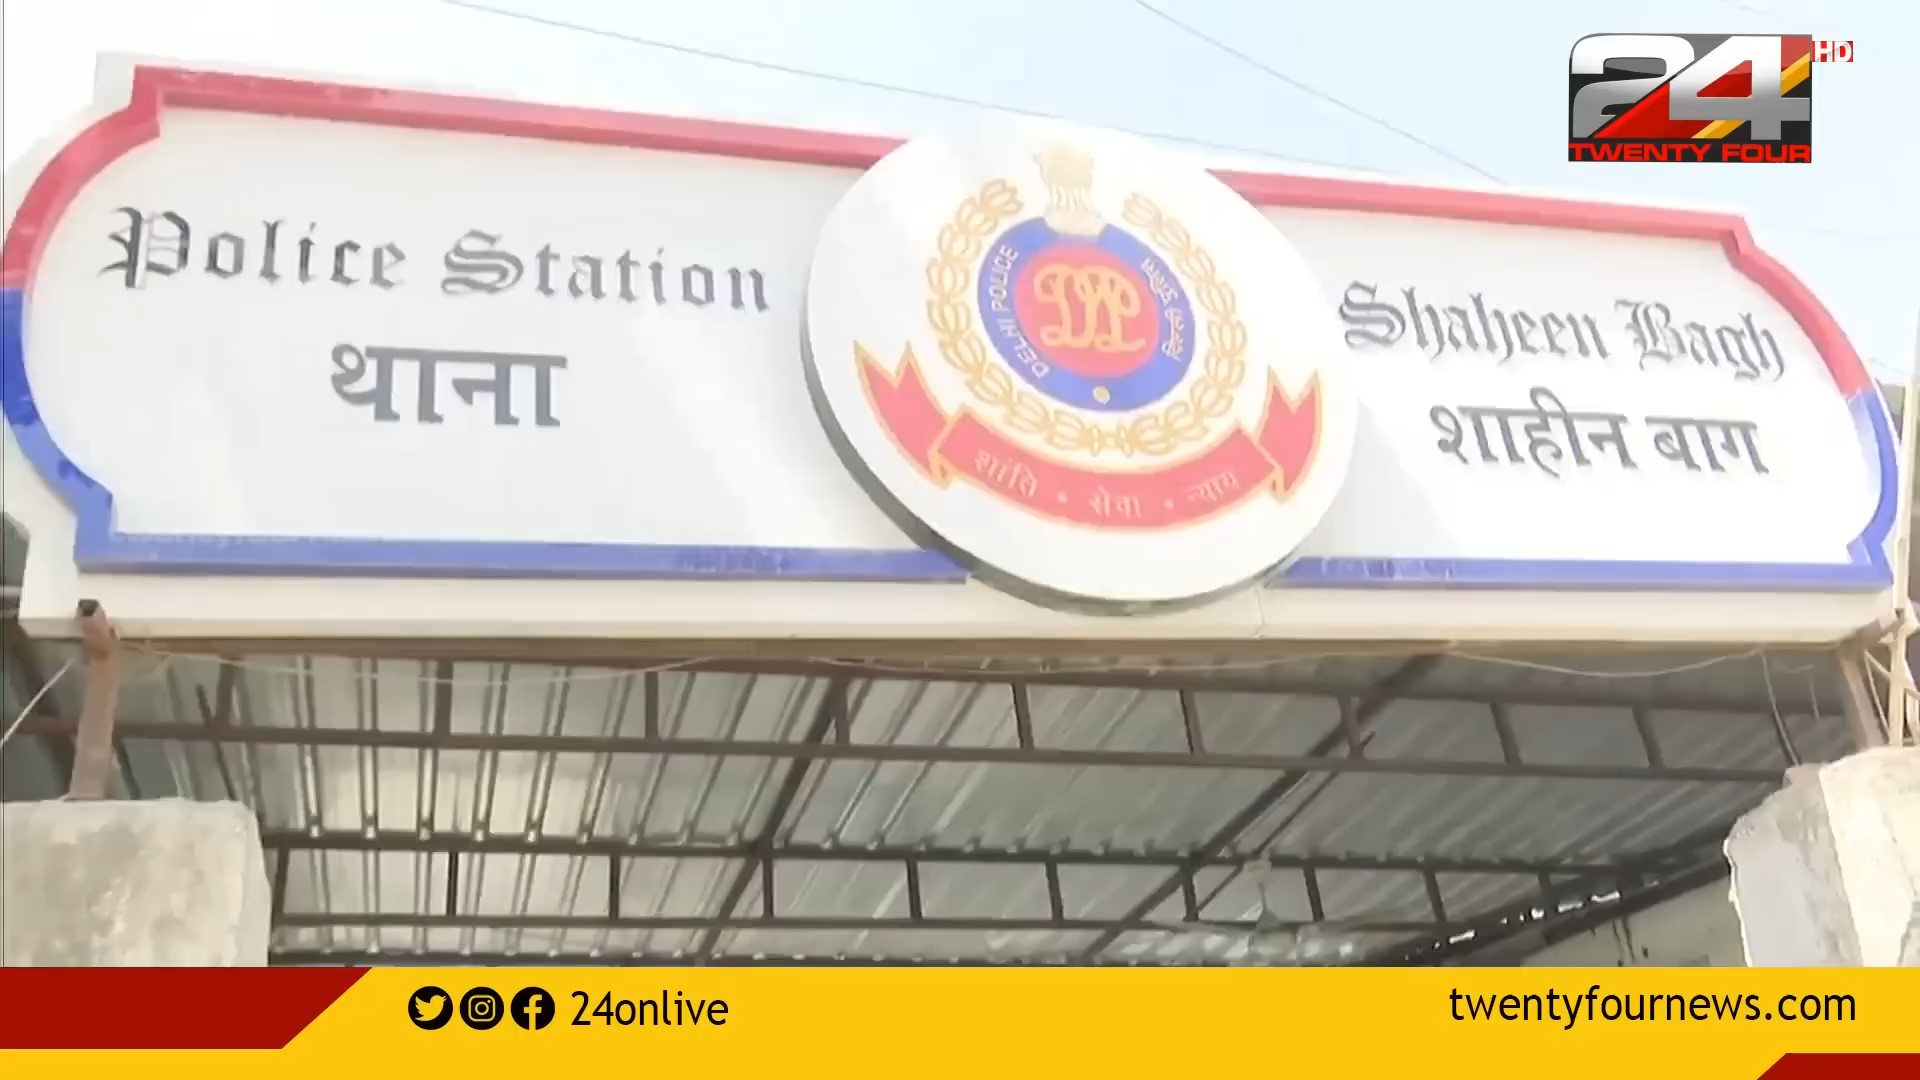 24 HD
TWENTY FOUR
Police Station
थाना
DELHI POLICE
दिल्ली पुलिस
DP
शांति • सेवा • न्याय
Shaheen Bagh
शाहीन बाग
24onlive
twentyfournews.com